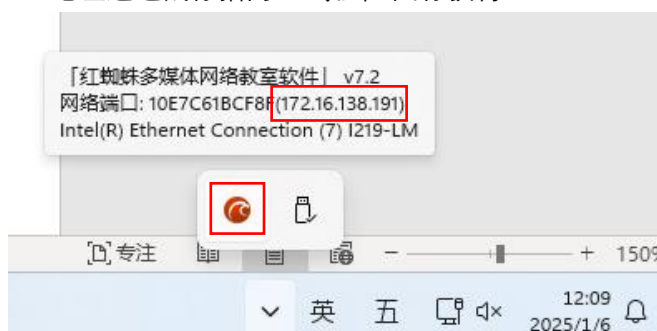 「红蜘蛛多媒体网络教室软件」 v7.2
网络端口: 10E7C61BCF8F(172.16.138.191)
Intel(R) Ethernet Connection (7) I219-LM
专注
150%
英 五
12:09
2025/1/6